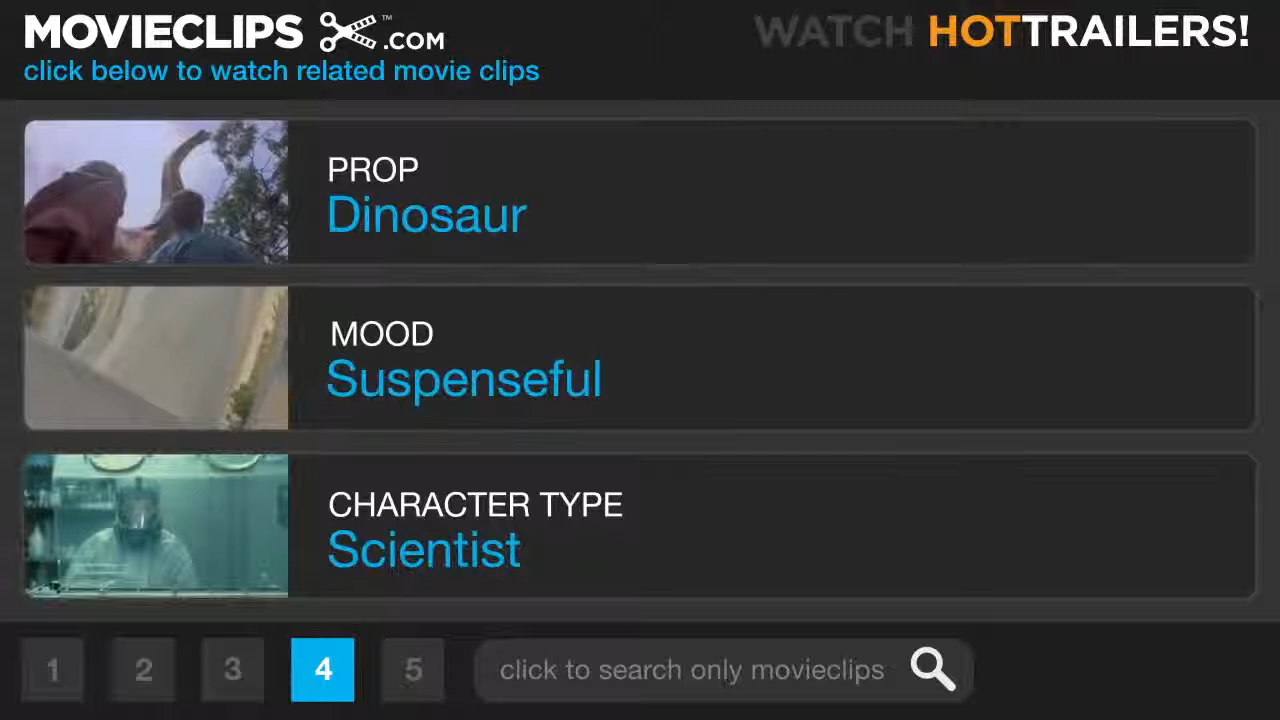 MOVIECLIPS ™ .COM
WATCH HOTTRAILERS!
click below to watch related movie clips
PROP
Dinosaur
MOOD
Suspenseful
CHARACTER TYPE
Scientist
1 2 3 4 5 click to search only movieclips